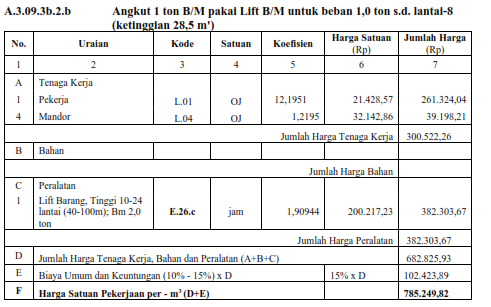 A.3.09.3b.2.b Angkut 1 ton B/M pakai Lift B/M untuk beban 1,0 ton s.d. lantai-8
(ketinggian 28,5 m')
No. Uraian Kode Satuan Koefisien Harga Satuan (Rp) Jumlah Harga (Rp)
1 2 3 4 5 6 7
A Tenaga Kerja
1 Pekerja L.01 OJ 12,1951 21.428,57 261.324,04
4 Mandor L.04 OJ 1,2195 32.142,86 39.198,21
Jumlah Harga Tenaga Kerja 300.522,26
B Bahan
Jumlah Harga Bahan
C Peralatan
1 Lift Barang, Tinggi 10-24
lantai (40-100m); Bm 2,0 E.26.c jam 1,90944 200.217,23 382.303,67
ton
Jumlah Harga Peralatan 382.303,67
D Jumlah Harga Tenaga Kerja, Bahan dan Peralatan (A+B+C) 682.825,93
E Biaya Umum dan Keuntungan (10% - 15%) x D 15% x D 102.423,89
F Harga Satuan Pekerjaan per - m³ (D+E) 785.249,82